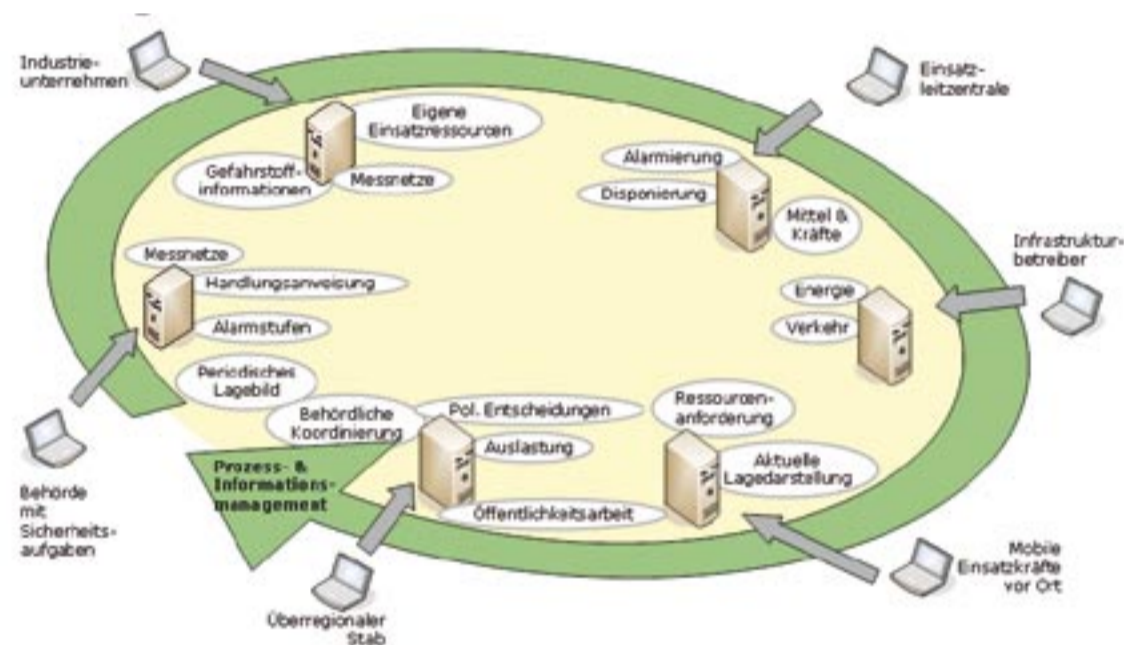 Industrie-
unterrnehmen
Eigene
Einsatzressourcen
Gefahrstoff-
informationen
Messnetze
Einsatz-
leitzentrale
Alarmierung
Disponierung
Mittel &
Kräfte
Infrastruktur-
betreiber
Energie
Verkehr
Messnetze
Handlungsanweisung
Alarmstufen
Periodisches
Lagebild
Behördliche
Koordinierung
Pol. Entscheidungen
Auslastung
Öffentlichkeitsarbeit
Ressourcen-
anforderung
Aktuelle
Lagedarstellung
Prozess- &
Informations-
management
Behörde
mit
Sicherheits-
aufgaben
Überregionaler
Stab
Mobile
Einsatzkräfte
vor Ort